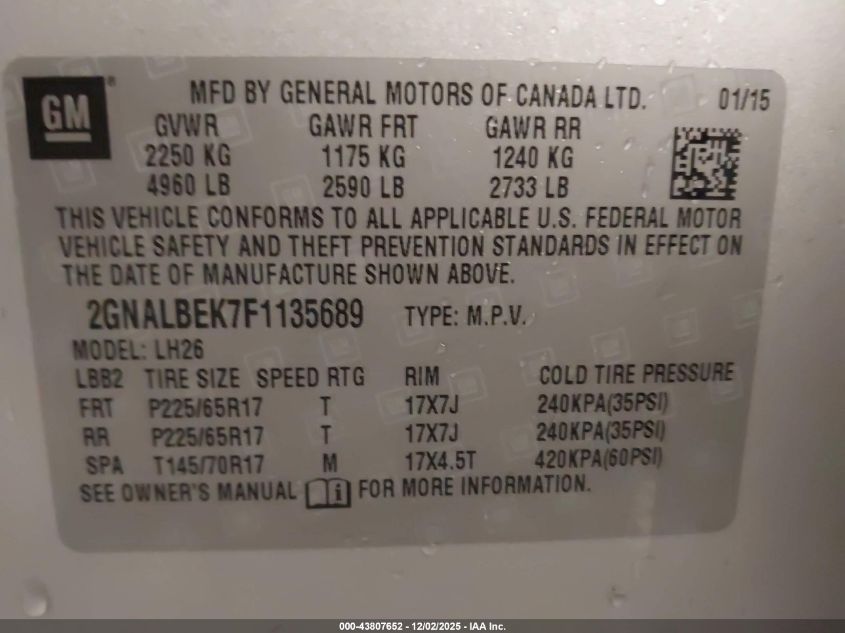 GM ® MFD BY GENERAL MOTORS OF CANADA LTD. 01/15
GVWR GAWR FRT GAWR RR
2250 KG 1175 KG 1240 KG
4960 LB 2590 LB 2733 LB
THIS VEHICLE CONFORMS TO ALL APPLICABLE U.S. FEDERAL MOTOR
VEHICLE SAFETY AND THEFT PREVENTION STANDARDS IN EFFECT ON
THE DATE OF MANUFACTURE SHOWN ABOVE.
2GNALBEK7F1135689 TYPE: M.P.V.
MODEL: LH26
LBB2 TIRE SIZE SPEED RTG RIM COLD TIRE PRESSURE
FRT P225/65R17 T 17X7J 240KPA(35PSI)
RR P225/65R17 T 17X7J 240KPA(35PSI)
SPA T145/70R17 M 17X4.5T 420KPA(60PSI)
SEE OWNER'S MANUAL i FOR MORE INFORMATION.
000-43807652 - 12/02/2025 - IAA Inc.